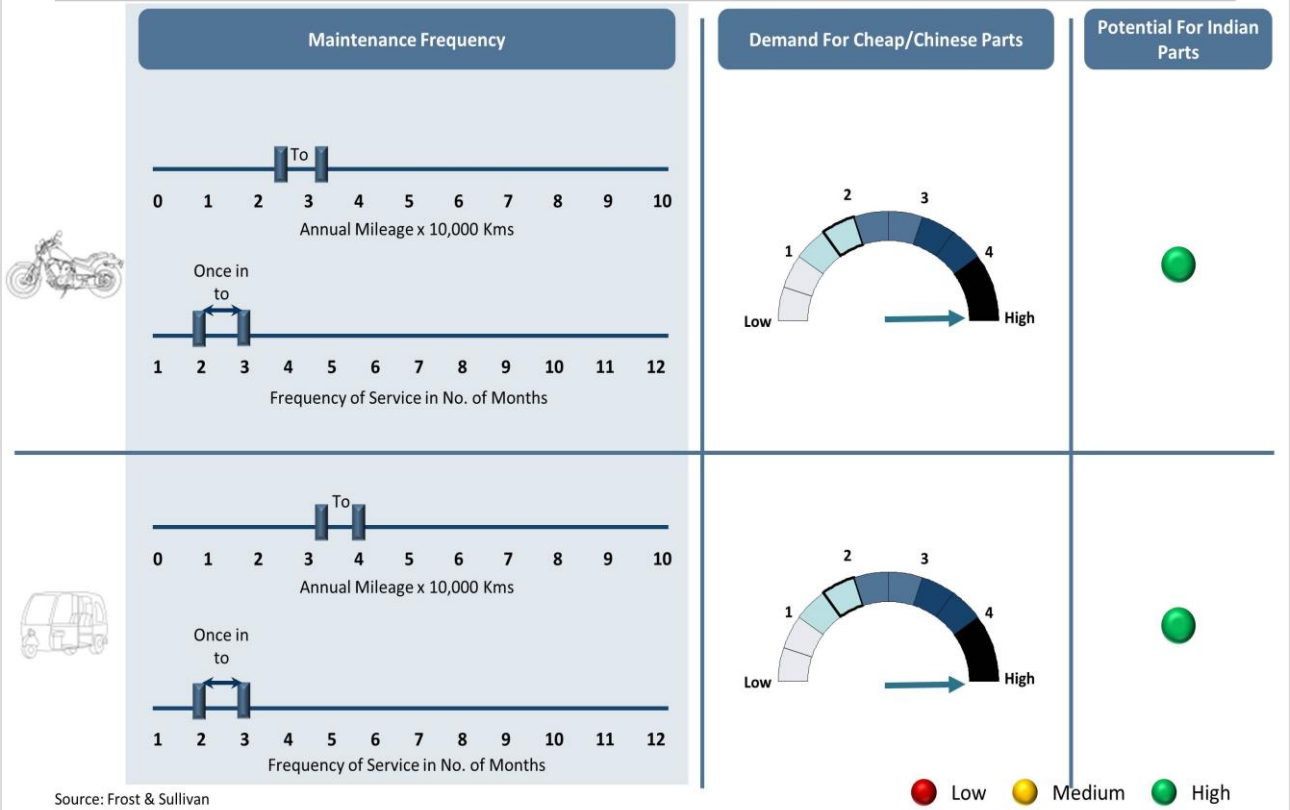 Maintenance Frequency
Demand For Cheap/Chinese Parts
Potential For Indian
Parts
To
0 1 2 3 4 5 6 7 8 9 10
Annual Mileage x 10,000 Kms
Once in
to
1 2 3 4 5 6 7 8 9 10 11 12
Frequency of Service in No. of Months
2 3
1 4
Low High
To
0 1 2 3 4 5 6 7 8 9 10
Annual Mileage x 10,000 Kms
Once in
to
1 2 3 4 5 6 7 8 9 10 11 12
Frequency of Service in No. of Months
2 3
1 4
Low High
Source: Frost & Sullivan
Low Medium High